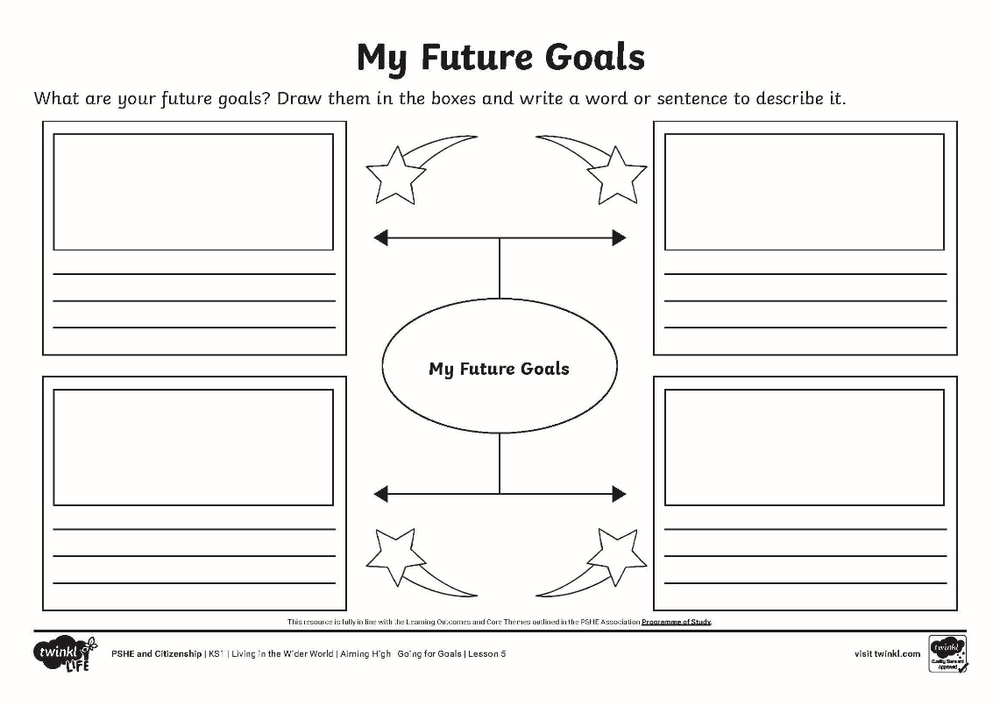 My Future Goals
What are your future goals? Draw them in the boxes and write a word or sentence to describe it.
My Future Goals
This resource is fully in line with the Learning Outcomes and Core Themes outlined in the PSHE Association Programme of Study.
twinkl LIFE
PSHE and Citizenship | KS1 | Living in the Wider World | Aiming High Going for Goals | Lesson 5
visit twinkl.com
twinkl
Quality Standard
Approved